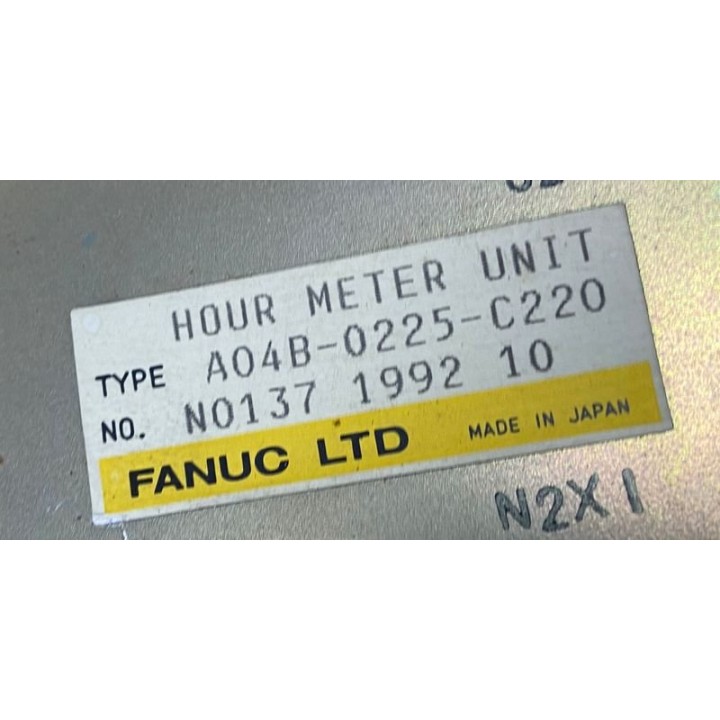 HOUR METER UNIT
TYPE A04B-0225-C220
NO. N0137 1992 10
FANUC LTD MADE IN JAPAN
N2X1